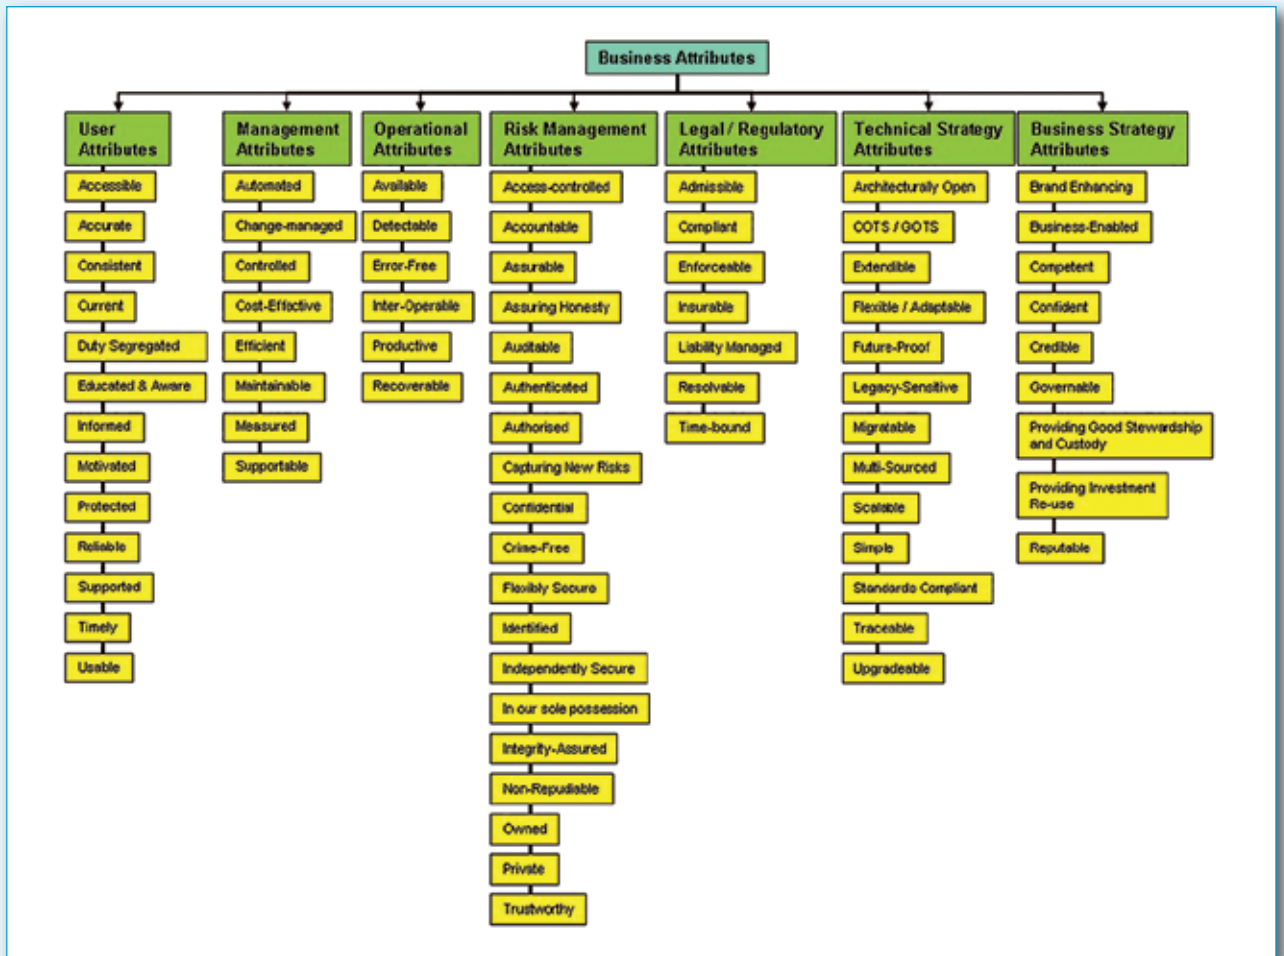 Business Attributes
User
Attributes
Accessible
Accurate
Consistent
Current
Duty Segregated
Educated & Aware
Informed
Motivated
Protected
Reliable
Supported
Timely
Usable
Management
Attributes
Automated
Change-managed
Controlled
Cost-Effective
Efficient
Maintainable
Measured
Supportable
Operational
Attributes
Available
Detectable
Error-Free
Inter-Operable
Productive
Recoverable
Risk Management
Attributes
Access-controlled
Accountable
Assurable
Assuring Honesty
Auditable
Authenticated
Authorised
Capturing New Risks
Confidential
Crime-Free
Flexibly Secure
Identified
Independently Secure
In our sole possession
Integrity-Assured
Non-Repudiable
Owned
Private
Trustworthy
Legal / Regulatory
Attributes
Admissible
Compliant
Enforceable
Insurable
Liability Managed
Resolvable
Time-bound
Technical Strategy
Attributes
Architecturally Open
COTS / GOTS
Extendible
Flexible / Adaptable
Future-Proof
Legacy-Sensitive
Migratable
Multi-Sourced
Scalable
Simple
Standards Compliant
Traceable
Upgradeable
Business Strategy
Attributes
Brand Enhancing
Business-Enabled
Competent
Confident
Credible
Governable
Providing Good Stewardship
and Custody
Providing Investment
Re-use
Reputable